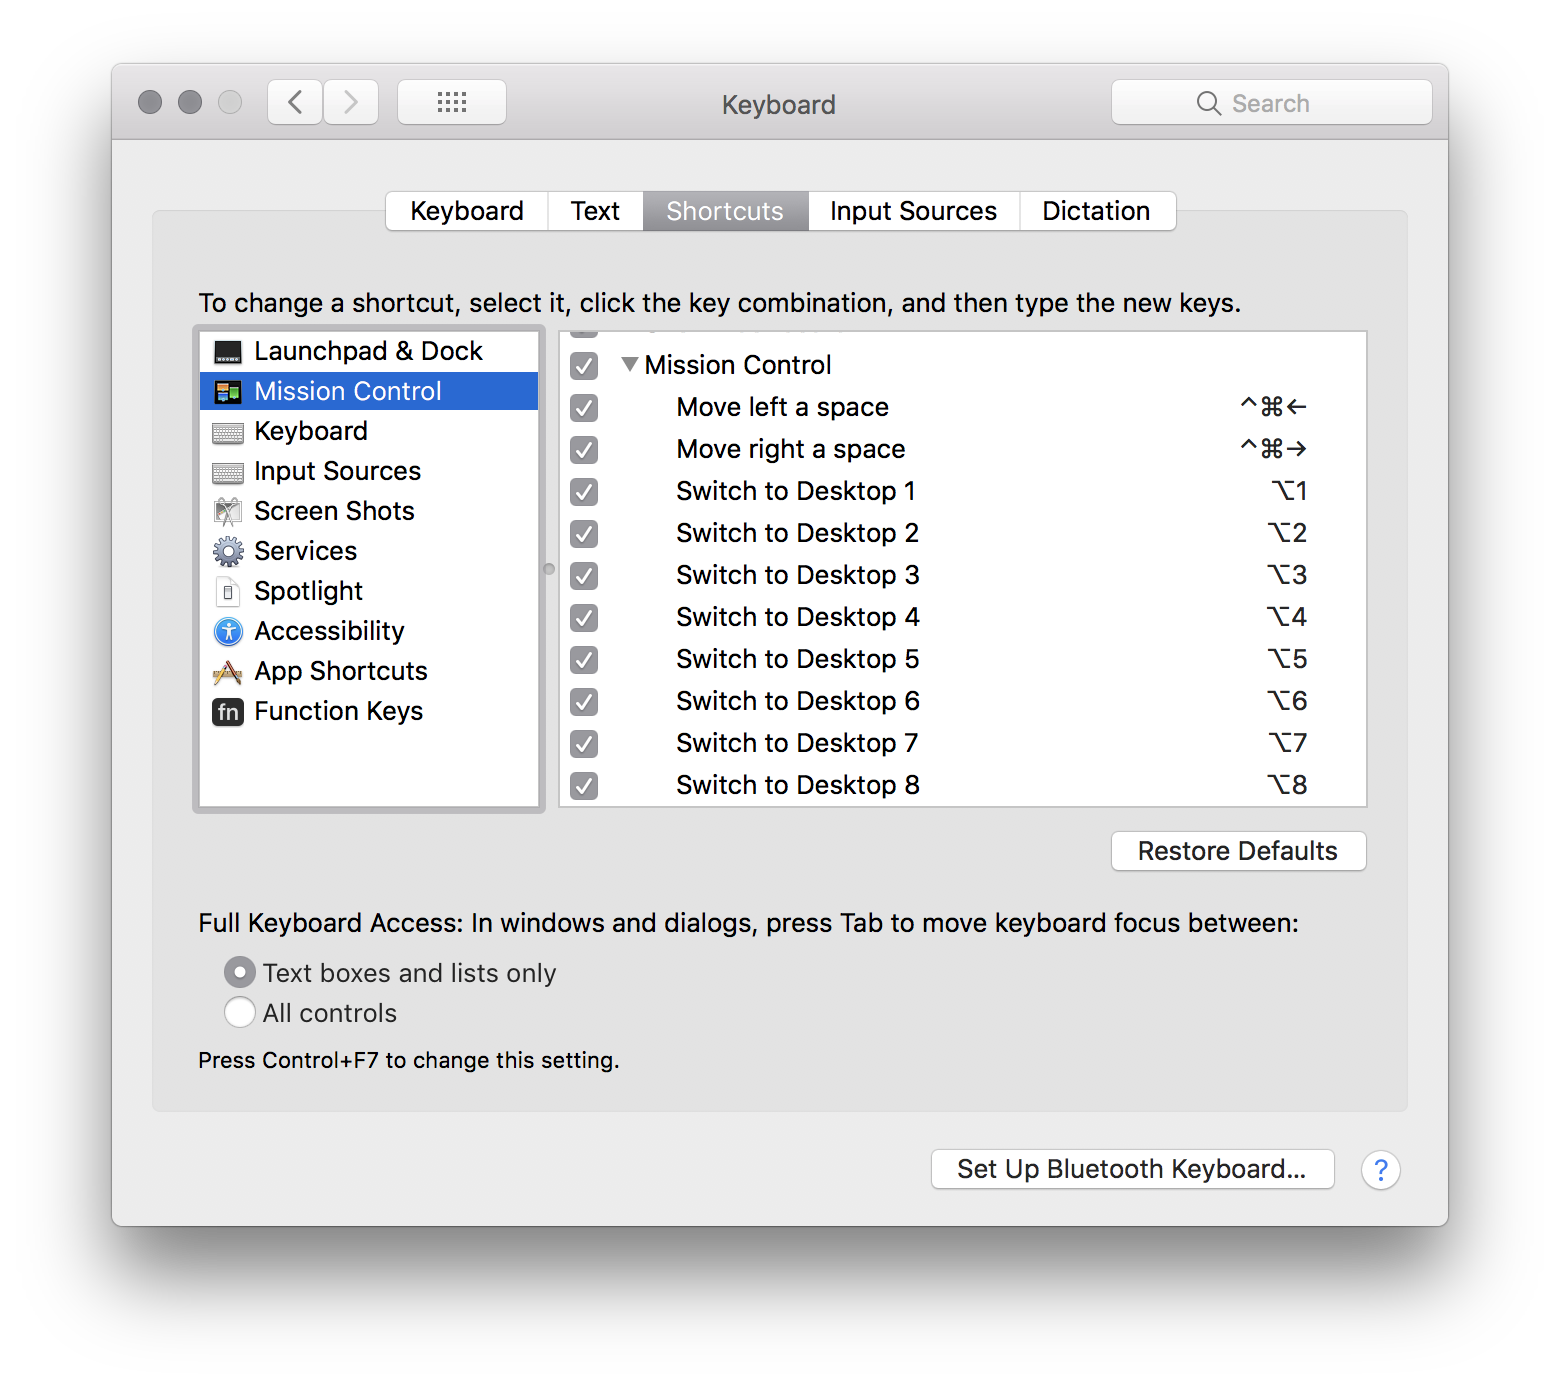 Keyboard
Search
Keyboard
Text
Shortcuts
Input Sources
Dictation
To change a shortcut, select it, click the key combination, and then type the new keys.
Launchpad & Dock
Mission Control
Keyboard
Input Sources
Screen Shots
Services
Spotlight
Accessibility
App Shortcuts
fn Function Keys
Mission Control
Move left a space ^⌘←
Move right a space ^⌘→
Switch to Desktop 1 ⌥1
Switch to Desktop 2 ⌥2
Switch to Desktop 3 ⌥3
Switch to Desktop 4 ⌥4
Switch to Desktop 5 ⌥5
Switch to Desktop 6 ⌥6
Switch to Desktop 7 ⌥7
Switch to Desktop 8 ⌥8
Restore Defaults
Full Keyboard Access: In windows and dialogs, press Tab to move keyboard focus between:
Text boxes and lists only
All controls
Press Control+F7 to change this setting.
Set Up Bluetooth Keyboard...
?